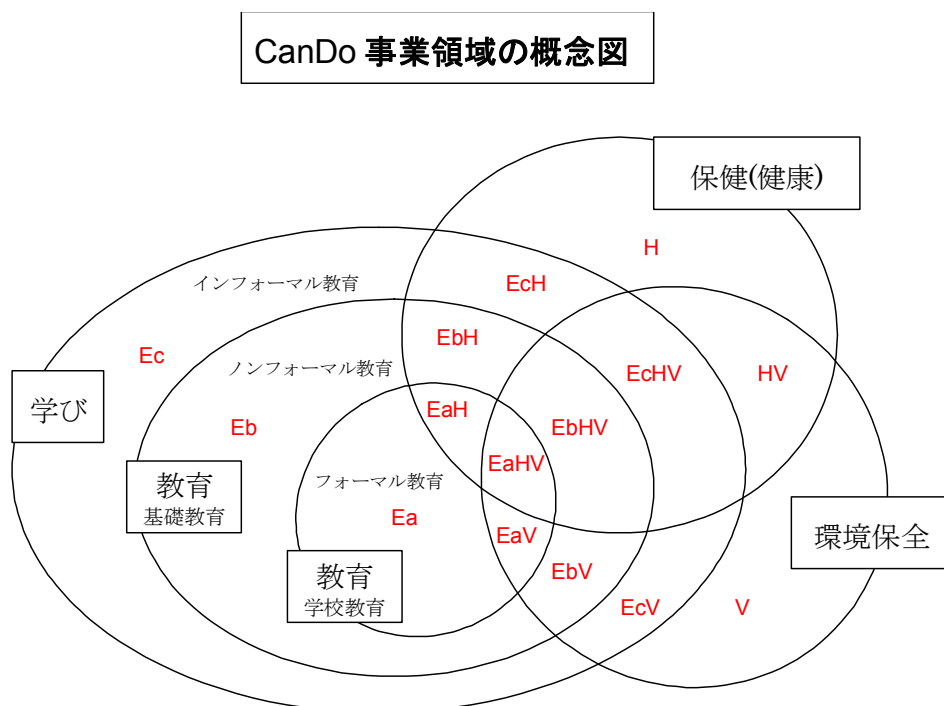 CanDo 事業領域の概念図
保健(健康)
H
インフォーマル教育
EcH
EbH
Ec
ノンフォーマル教育
EcHV
HV
学び
EaH
Eb
EbHV
EaHV
教育
基礎教育
フォーマル教育
Ea
EaV
環境保全
教育
学校教育
EbV
EcV
V